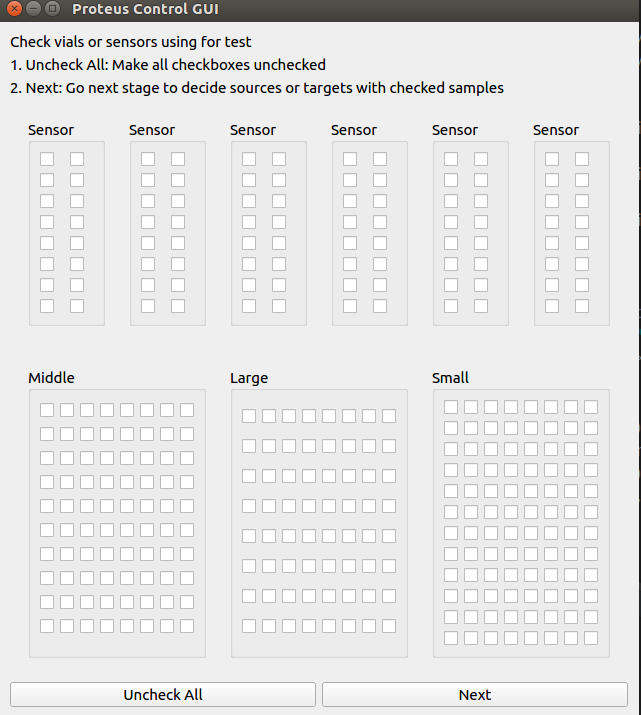 Proteus Control GUI
Check vials or sensors using for test
1. Uncheck All: Make all checkboxes unchecked
2. Next: Go next stage to decide sources or targets with checked samples
Sensor Sensor Sensor Sensor Sensor Sensor
Middle Large Small
Uncheck All Next